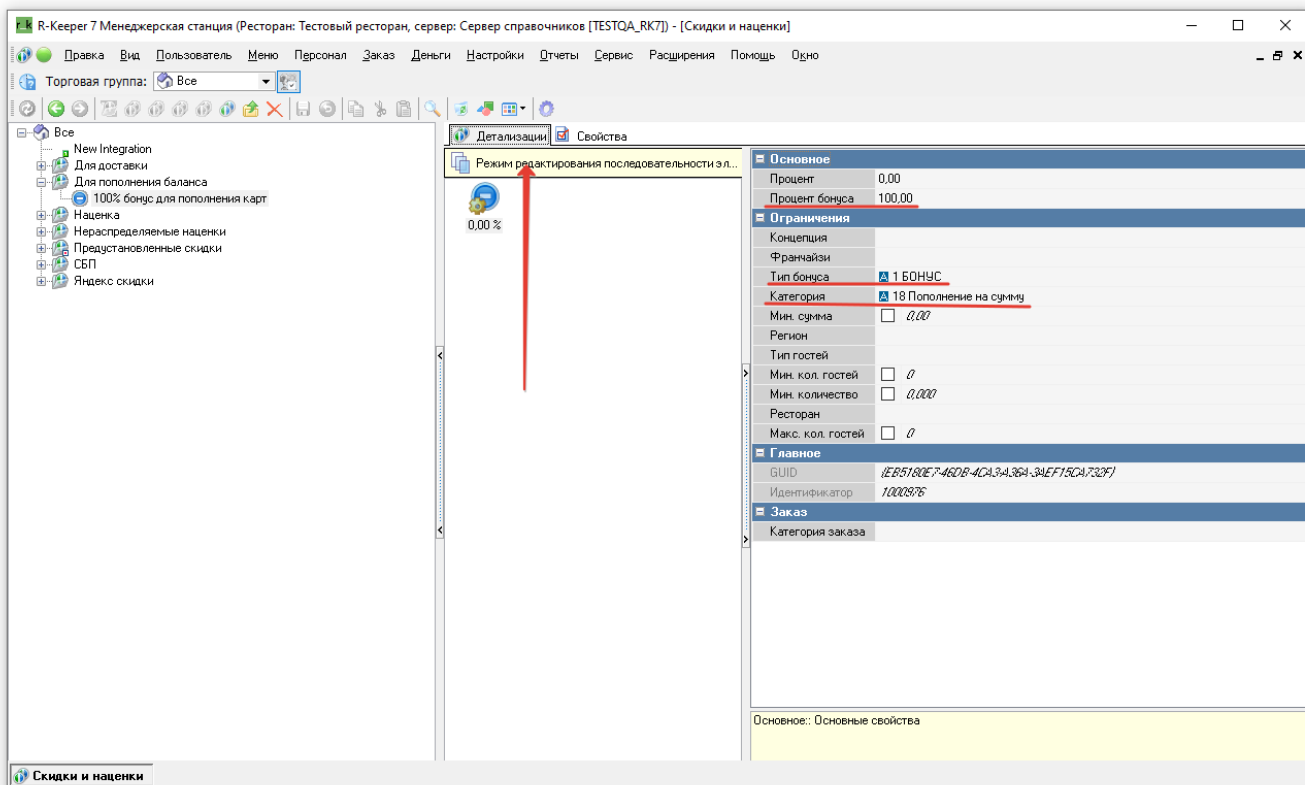 R-Keeper 7 Менеджерская станция (Ресторан: Тестовый ресторан, сервер: Сервер справочников [TESTQA_RK7]) - [Скидки и наценки]
Правка Вид Пользователь Меню Персонал Заказ Деньги Настройки Отчеты Сервис Расширения Помощь Окно
Торговая группа: Все
Все
New Integration
Для доставки
Для пополнения баланса
100% бонус для пополнения карт
Наценка
Нераспределяемые наценки
Предустановленные скидки
СБП
Яндекс скидки
Детализации Свойства
Режим редактирования последовательности эл...
0,00 %
Основное
Процент 0,00
Процент бонуса 100,00
Ограничения
Концепция
Франчайзи
Тип бонуса 1 БОНУС
Категория 18 Пополнение на сумму
Мин. сумма 0,00
Регион
Тип гостей
Мин. кол. гостей 0
Мин. количество 0,000
Ресторан
Макс. кол. гостей 0
Главное
GUID {EB5180E7-46DB-4CA3-A36A-3AEF15CA732F}
Идентификатор 1000976
Заказ
Категория заказа
Основное:: Основные свойства
Скидки и наценки